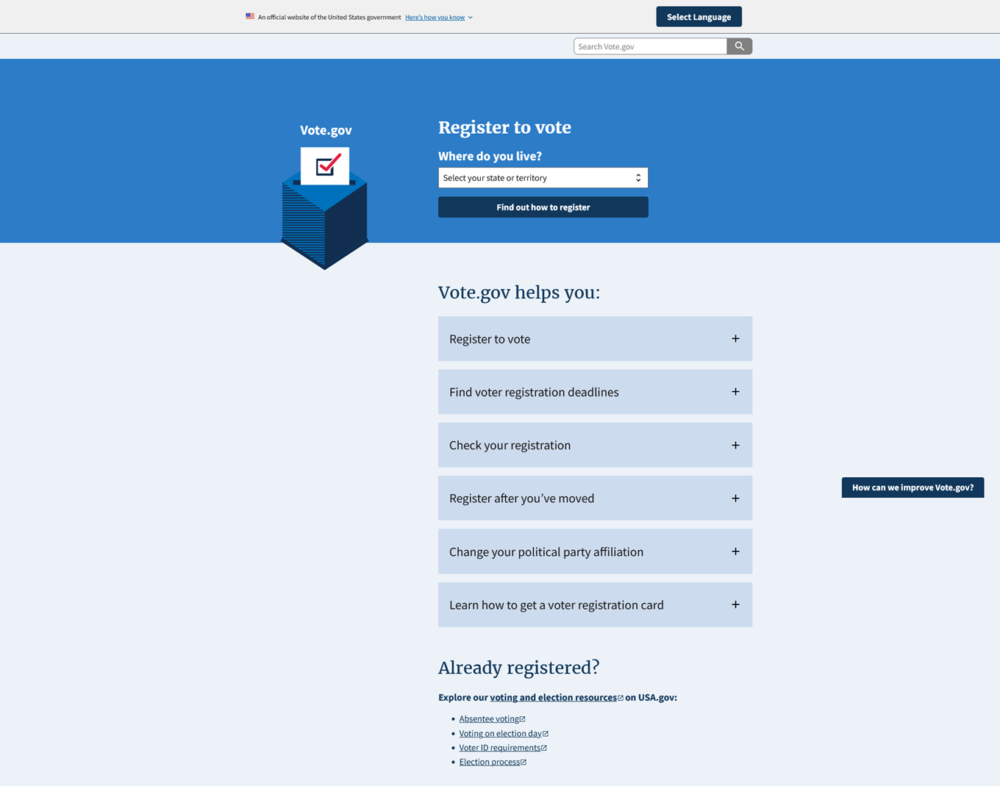 An official website of the United States government Here's how you know
Select Language
Search Vote.gov
Vote.gov
Register to vote
Where do you live?
Select your state or territory
Find out how to register
Vote.gov helps you:
Register to vote
Find voter registration deadlines
Check your registration
Register after you’ve moved
Change your political party affiliation
Learn how to get a voter registration card
How can we improve Vote.gov?
Already registered?
Explore our voting and election resources on USA.gov:
Absentee voting
Voting on election day
Voter ID requirements
Election process